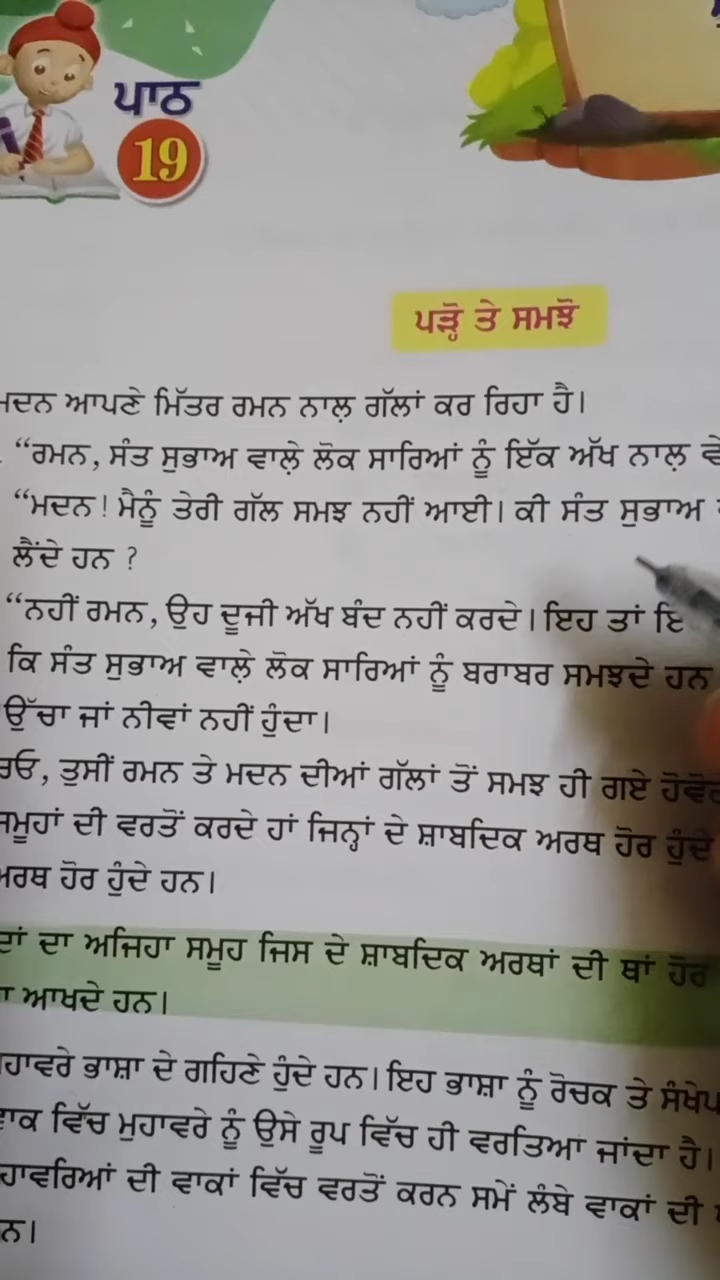 ਪਾਠ
19
ਪੜ੍ਹੋ ਤੇ ਸਮਝੋ
ਮਦਨ ਆਪਣੇ ਮਿੱਤਰ ਰਮਨ ਨਾਲ਼ ਗੱਲਾਂ ਕਰ ਰਿਹਾ ਹੈ।
“ਰਮਨ, ਸੰਤ ਸੁਭਾਅ ਵਾਲ਼ੇ ਲੋਕ ਸਾਰਿਆਂ ਨੂੰ ਇੱਕ ਅੱਖ ਨਾਲ਼
“ਮਦਨ! ਮੈਨੂੰ ਤੇਰੀ ਗੱਲ ਸਮਝ ਨਹੀਂ ਆਈ। ਕੀ ਸੰਤ ਸੁਭਾਅ
ਲੈਂਦੇ ਹਨ ?
“ਨਹੀਂ ਰਮਨ, ਉਹ ਦੂਜੀ ਅੱਖ ਬੰਦ ਨਹੀਂ ਕਰਦੇ। ਇਹ ਤਾਂ
ਕਿ ਸੰਤ ਸੁਭਾਅ ਵਾਲ਼ੇ ਲੋਕ ਸਾਰਿਆਂ ਨੂੰ ਬਰਾਬਰ ਸਮਝਦੇ ਹਨ
ਉੱਚਾ ਜਾਂ ਨੀਵਾਂ ਨਹੀਂ ਹੁੰਦਾ।
ਤੁਸੀਂ ਰਮਨ ਤੇ ਮਦਨ ਦੀਆਂ ਗੱਲਾਂ ਤੋਂ ਸਮਝ ਹੀ ਗਏ
ਦੀ ਵਰਤੋਂ ਕਰਦੇ ਹਾਂ ਜਿਨ੍ਹਾਂ ਦੇ ਸ਼ਾਬਦਿਕ ਅਰਥ ਹੋਰ ਹੁੰਦੇ
ਅਰਥ ਹੋਰ ਹੁੰਦੇ ਹਨ।
ਦਾ ਅਜਿਹਾ ਸਮੂਹ ਜਿਸ ਦੇ ਸ਼ਾਬਦਿਕ ਅਰਥਾਂ ਦੀ ਥਾਂ ਹੋਰ
ਆਖਦੇ ਹਨ।
ਭਾਸ਼ਾ ਦੇ ਗਹਿਣੇ ਹੁੰਦੇ ਹਨ। ਇਹ ਭਾਸ਼ਾ ਨੂੰ ਰੋਚਕ ਤੇ
ਵਿੱਚ ਮੁਹਾਵਰੇ ਨੂੰ ਉਸੇ ਰੂਪ ਵਿੱਚ ਹੀ ਵਰਤਿਆ ਜਾਂਦਾ ਹੈ।
ਦੀ ਵਾਕਾਂ ਵਿੱਚ ਵਰਤੋਂ ਕਰਨ ਸਮੇਂ ਲੰਬੇ ਵਾਕਾਂ ਦੀ